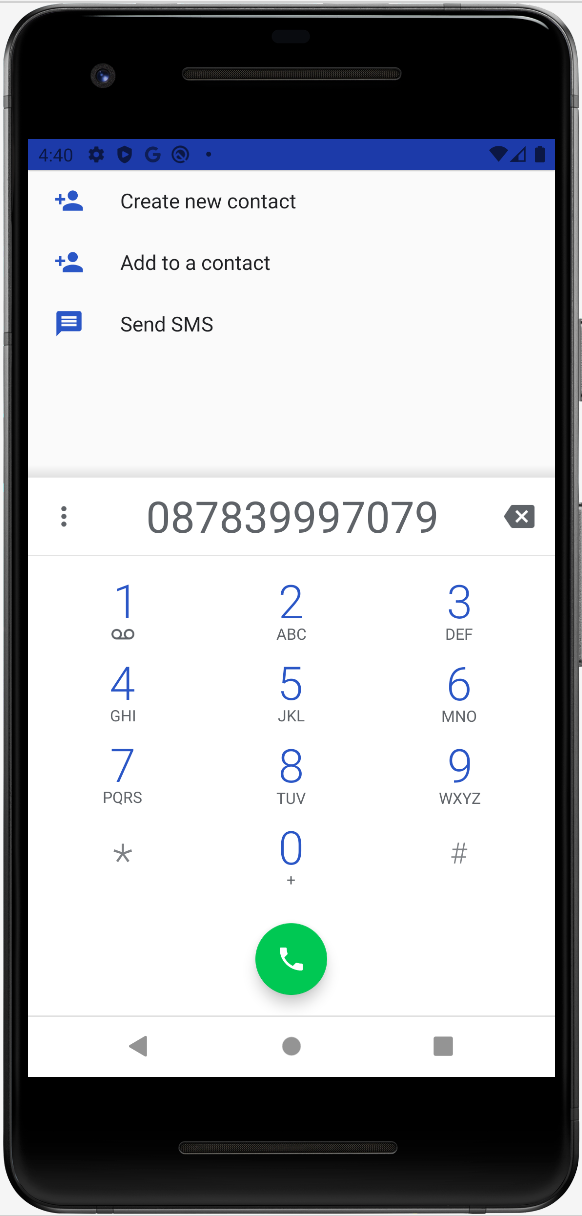 4:40
Create new contact
Add to a contact
Send SMS
087839997079
1 2 3
ABC DEF
4 5 6
GHI JKL MNO
7 8 9
PQRS TUV WXYZ
* 0 #
+